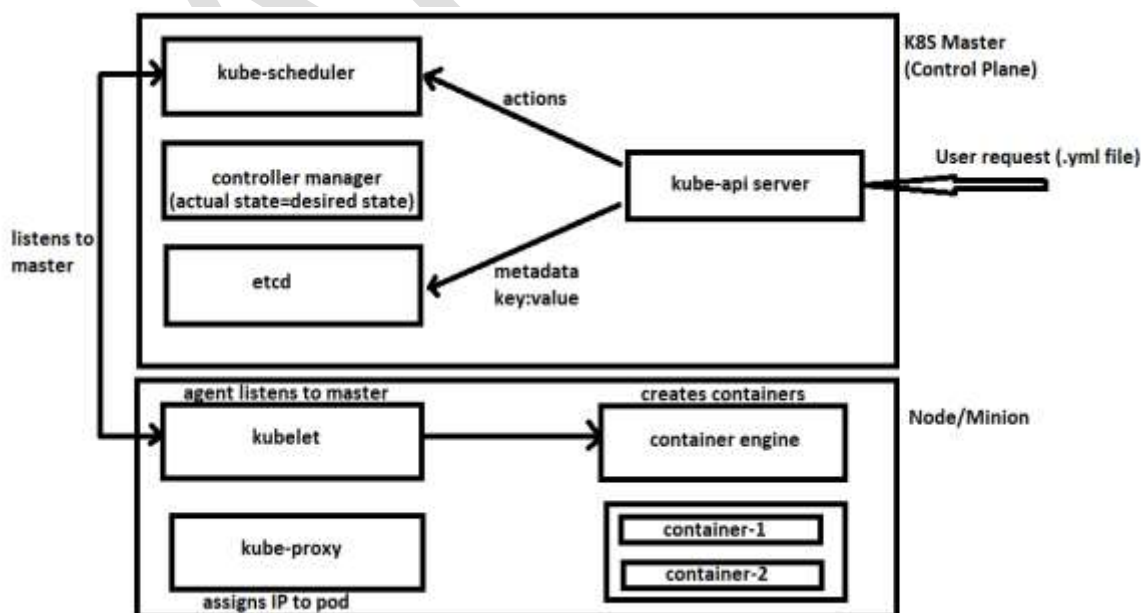 K8S Master
(Control Plane)
kube-scheduler
actions
User request (.yml file)
kube-api server
controller manager
(actual state=desired state)
listens to
master
etcd
metadata
key:value
agent listens to master
creates containers
Node/Minion
kubelet
container engine
container-1
kube-proxy
container-2
assigns IP to pod